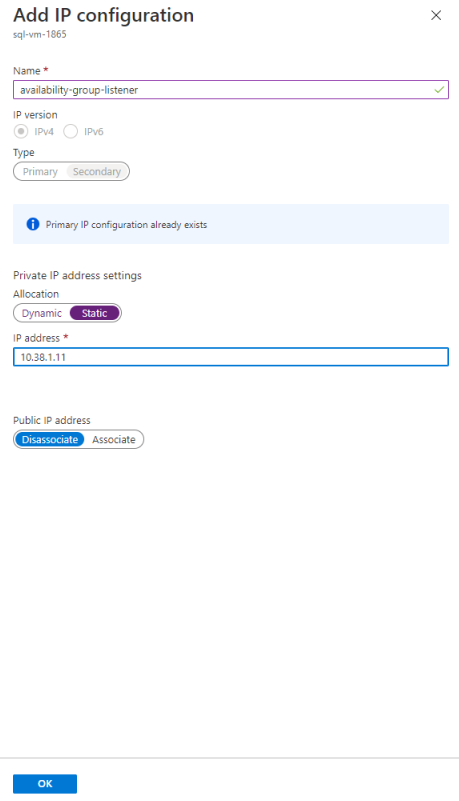 Add IP configuration
sql-vm-1865
Name *
availability-group-listener
IP version
IPv4 IPv6
Type
Primary Secondary
Primary IP configuration already exists
Private IP address settings
Allocation
Dynamic Static
IP address *
10.38.1.11
Public IP address
Disassociate Associate
OK